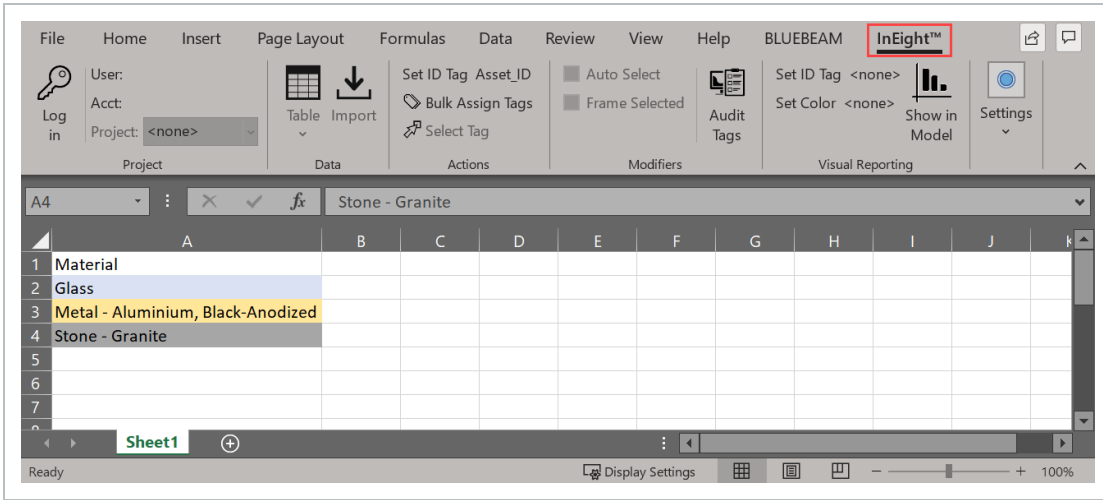 File Home Insert Page Layout Formulas Data Review View Help BLUEBEAM InEight™
Log in
User:
Acct:
Project: <none>
Project
Table
Import
Data
Set ID Tag Asset_ID
Bulk Assign Tags
Select Tag
Actions
Auto Select
Frame Selected
Modifiers
Audit
Tags
Set ID Tag <none>
Set Color <none>
Show in
Model
Visual Reporting
Settings
A4 fx Stone - Granite
A B C D E F G H I J K
1 Material
2 Glass
3 Metal - Aluminium, Black-Anodized
4 Stone - Granite
5
6
7
Sheet1
Ready Display Settings 100%